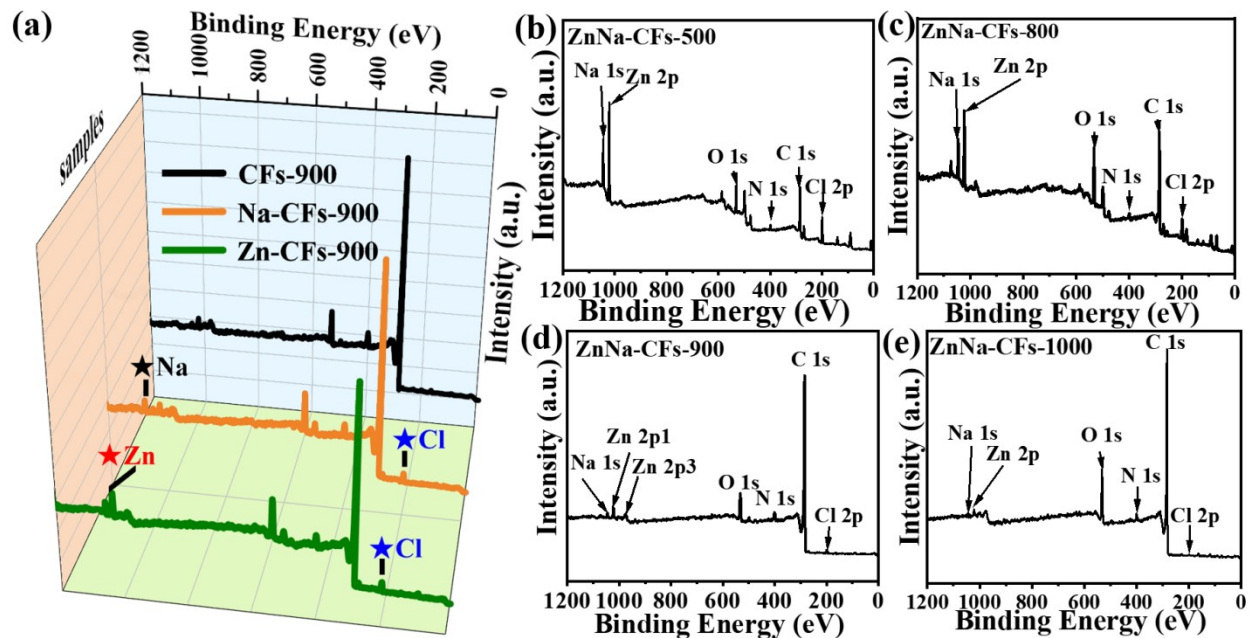 (a)
Binding Energy (eV)
1200
1000
800
600
400
200
0
samples
Intensity (a.u.)
CFs-900
Na-CFs-900
Zn-CFs-900
★Na
★Zn
★Cl
★Cl
(b)
ZnNa-CFs-500
Na 1s
Zn 2p
O 1s
N 1s
C 1s
Cl 2p
Intensity (a.u.)
1200 1000 800 600 400 200 0
Binding Energy (eV)
(c)
ZnNa-CFs-800
Na 1s
Zn 2p
O 1s
N 1s
C 1s
Cl 2p
Intensity (a.u.)
1200 1000 800 600 400 200 0
Binding Energy (eV)
(d)
ZnNa-CFs-900
C 1s
Zn 2p1
Na 1s
Zn 2p3
O 1s
N 1s
Cl 2p
Intensity (a.u.)
1200 1000 800 600 400 200 0
Binding Energy (eV)
(e)
ZnNa-CFs-1000
C 1s
Na 1s
Zn 2p
O 1s
N 1s
Cl 2p
Intensity (a.u.)
1200 1000 800 600 400 200 0
Binding Energy (eV)